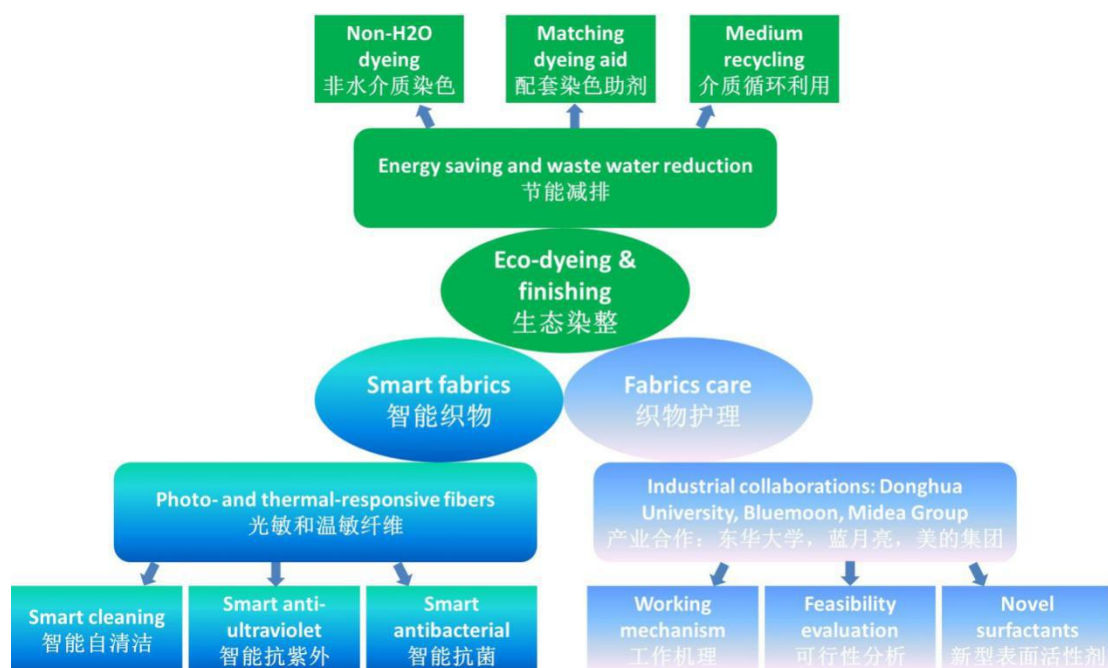 Non-H2O
dyeing
非水介质染色
Matching
dyeing aid
配套染色助剂
Medium
recycling
介质循环利用
Energy saving and waste water reduction
节能减排
Eco-dyeing &
finishing
生态染整
Smart fabrics
智能织物
Fabrics care
织物护理
Photo- and thermal-responsive fibers
光敏和温敏纤维
Industrial collaborations: Donghua
University, Bluemoon, Midea Group
产业合作：东华大学，蓝月亮，美的集团
Smart cleaning
智能自清洁
Smart anti-
ultraviolet
智能抗紫外
Smart
antibacterial
智能抗菌
Working
mechanism
工作机理
Feasibility
evaluation
可行性分析
Novel
surfactants
新型表面活性剂